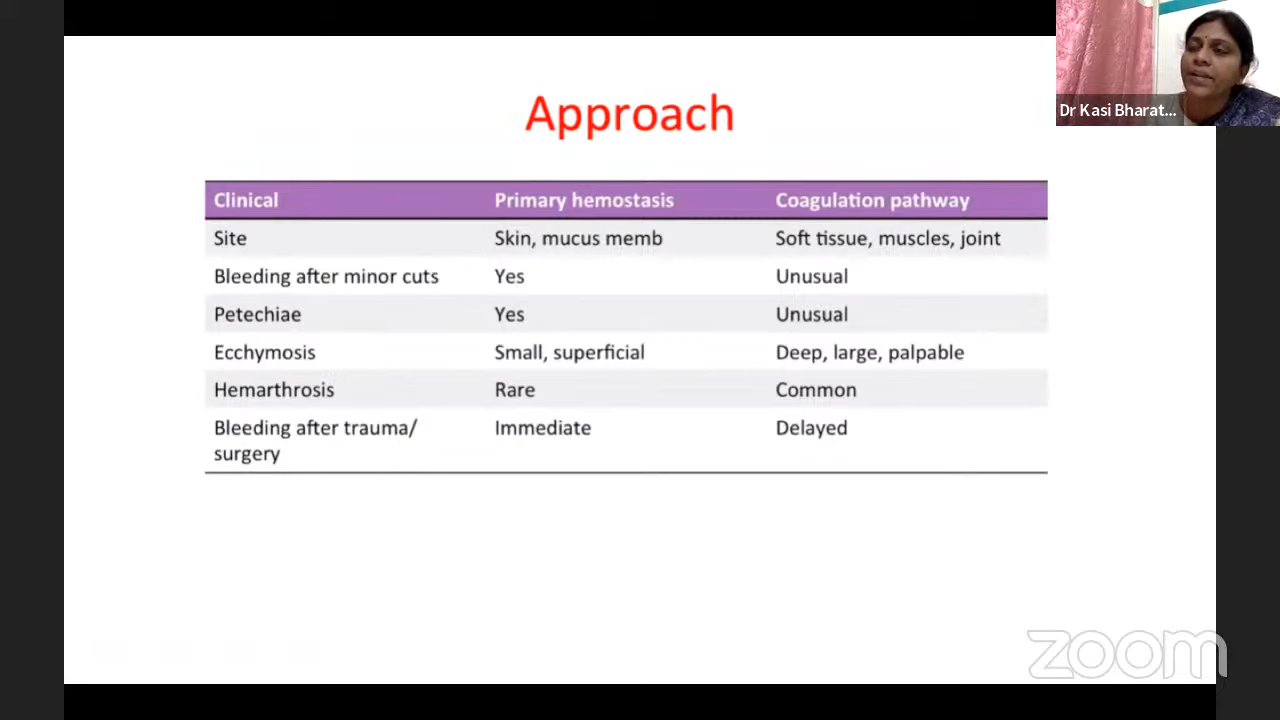 Approach
Clinical Primary hemostasis Coagulation pathway
Site Skin, mucus memb Soft tissue, muscles, joint
Bleeding after minor cuts Yes Unusual
Petechiae Yes Unusual
Ecchymosis Small, superficial Deep, large, palpable
Hemarthrosis Rare Common
Bleeding after trauma/ Immediate Delayed
surgery
Dr Kasi Bharat...
zoom